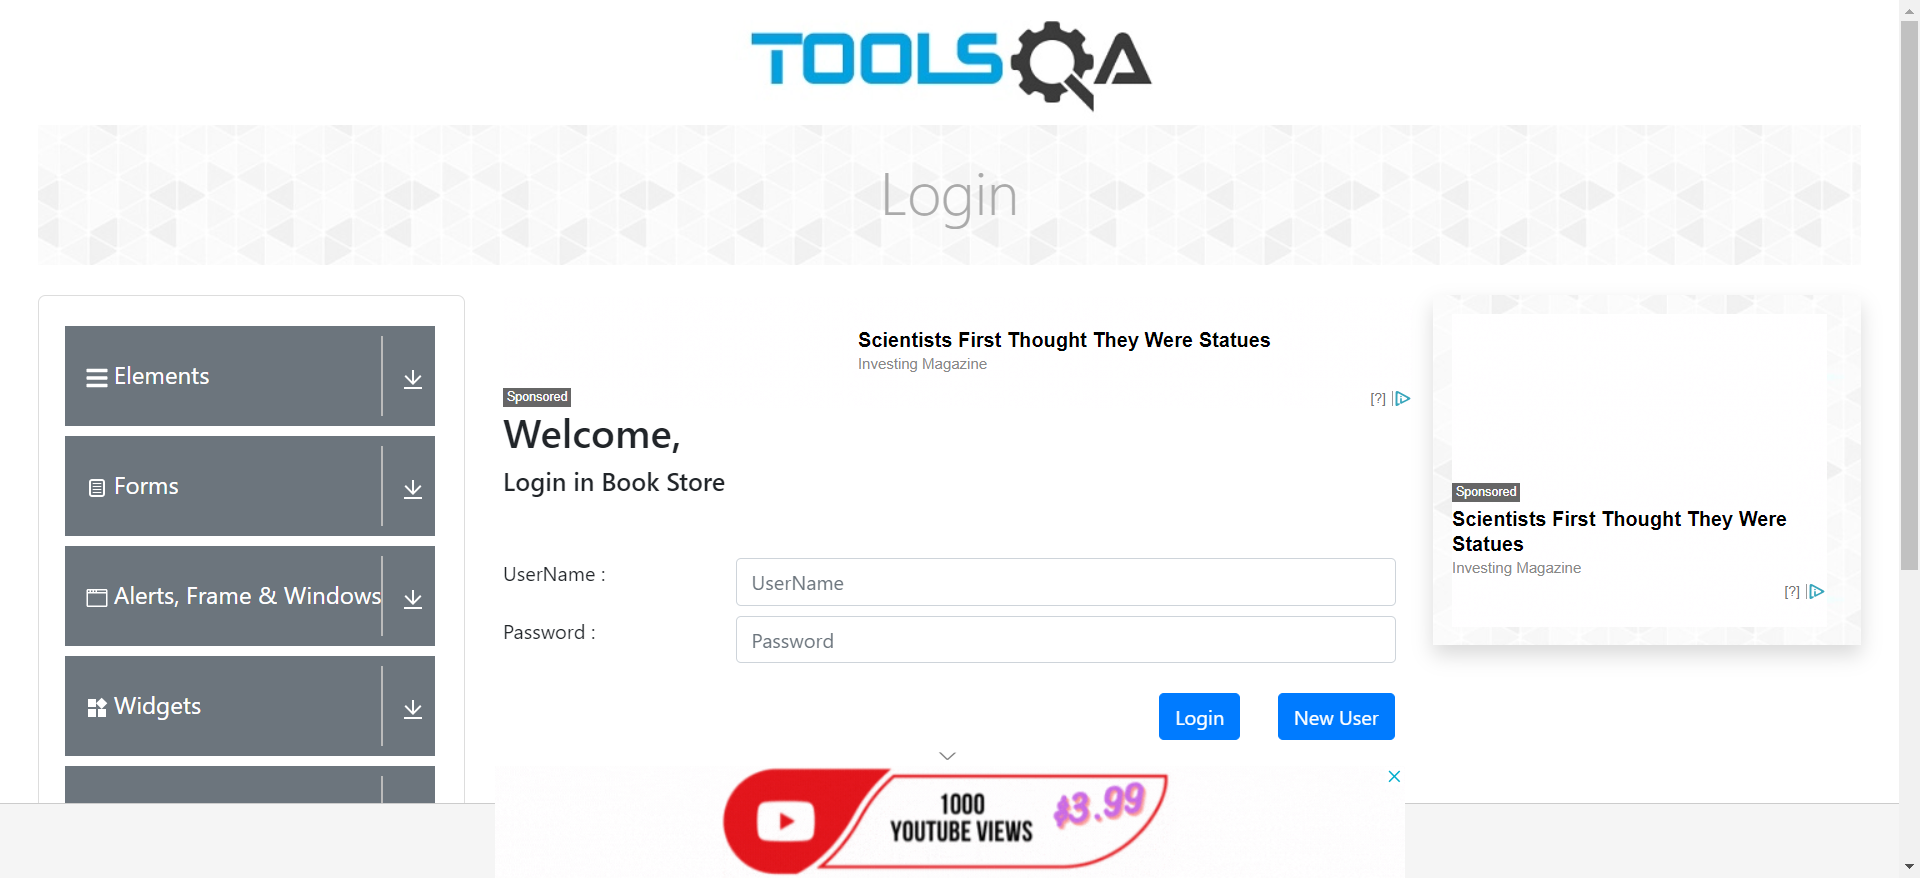 TOOLSQA
Login
Elements
Forms
Alerts, Frame & Windows
Widgets
Scientists First Thought They Were Statues
Investing Magazine
Sponsored
[?]
Welcome,
Login in Book Store
UserName :
UserName
Password :
Password
Login
New User
Sponsored
Scientists First Thought They Were
Statues
Investing Magazine
[?]
1000
YOUTUBE VIEWS
$3.99